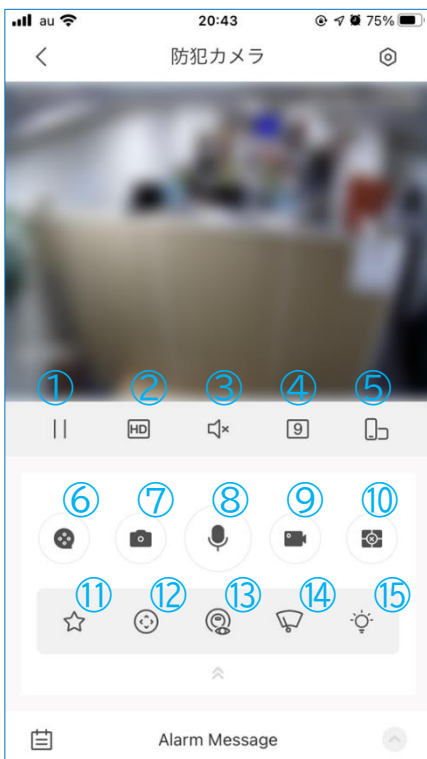 au 20:43 75%
防犯カメラ
① ② ③ ④ ⑤
HD 9
⑥ ⑦ ⑧ ⑨ ⑩
⑪ ⑫ ⑬ ⑭ ⑮
Alarm Message